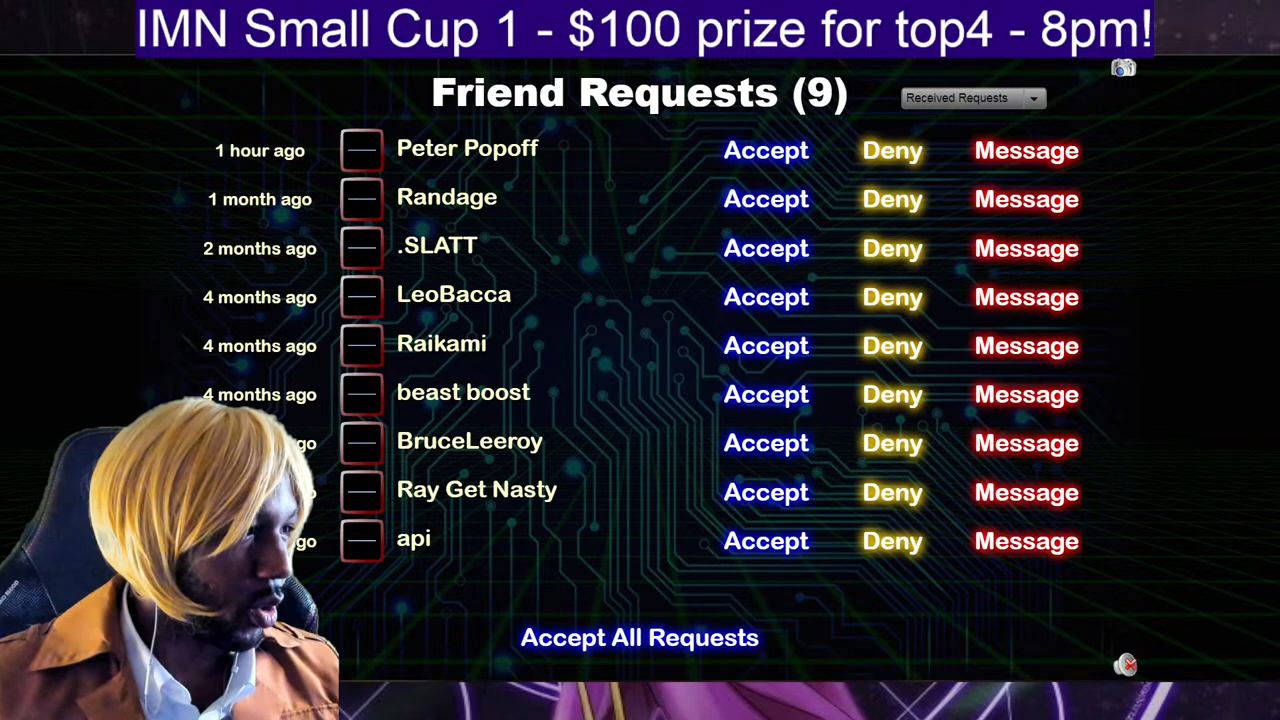 IMN Small Cup 1 - $100 prize for top4 - 8pm!
Friend Requests (9)
Received Requests
1 hour ago Peter Popoff Accept Deny Message
1 month ago Randage Accept Deny Message
2 months ago .SLATT Accept Deny Message
4 months ago LeoBacca Accept Deny Message
4 months ago Raikami Accept Deny Message
4 months ago beast boost Accept Deny Message
BruceLeeroy Accept Deny Message
Ray Get Nasty Accept Deny Message
ago api Accept Deny Message
Accept All Requests